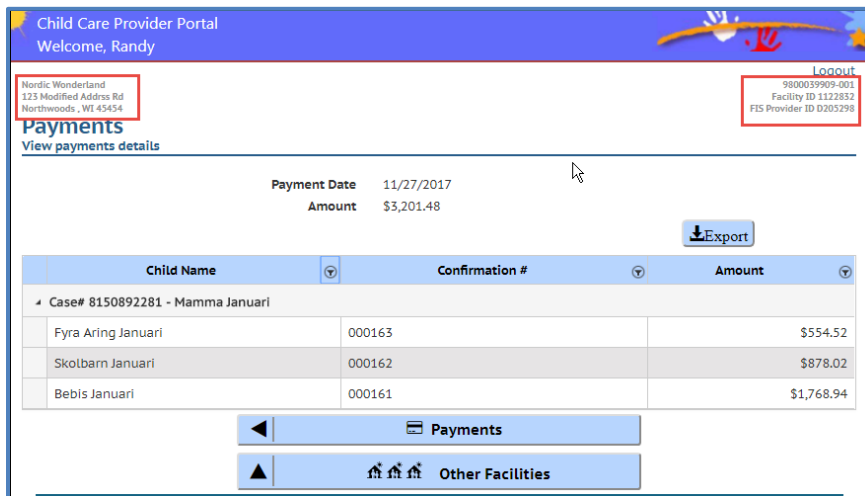 Child Care Provider Portal
Welcome, Randy
Logout
Nordic Wonderland
123 Modified Addrss Rd
Northwoods , WI 45454
9800039909-001
Facility ID 1122832
FIS Provider ID D205298
Payments
View payments details
Payment Date 11/27/2017
Amount $3,201.48
Export
Child Name Confirmation # Amount
Case# 8150892281 - Mamma Januari
Fyra Aring Januari 000163 $554.52
Skolbarn Januari 000162 $878.02
Bebis Januari 000161 $1,768.94
Payments
Other Facilities